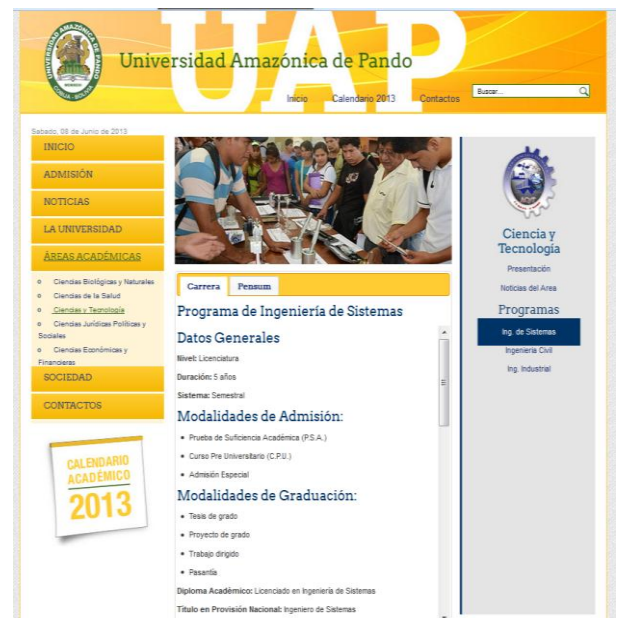 UAP
Universidad Amazónica de Pando
Inicio Calendario 2013 Contactos
Buscar...
Sabado, 08 de Junio de 2013
INICIO
ADMISIÓN
NOTICIAS
LA UNIVERSIDAD
ÁREAS ACADÉMICAS
Ciencias Biológicas y Naturales
Ciencias de la Salud
Ciencias y Tecnología
Ciencias Jurídicas Políticas y
Sociales
Ciencias Económicas y
Financieras
SOCIEDAD
CONTACTOS
CALENDARIO
ACADÉMICO
2013
Carrera Pensum
Programa de Ingeniería de Sistemas
Datos Generales
Nivel: Licenciatura
Duración: 5 años
Sistema: Semestral
Modalidades de Admisión:
Prueba de Suficiencia Académica (P.S.A.)
Curso Pre Universitario (C.P.U.)
Admisión Especial
Modalidades de Graduación:
Tesis de grado
Proyecto de grado
Trabajo dirigido
Pasantía
Diploma Académico: Licenciado en Ingeniería de Sistemas
Título en Provisión Nacional: Ingeniero de Sistemas
Ciencia y
Tecnología
Presentación
Noticias del Area
Programas
Ing. de Sistemas
Ingenieria Civil
Ing. Industrial